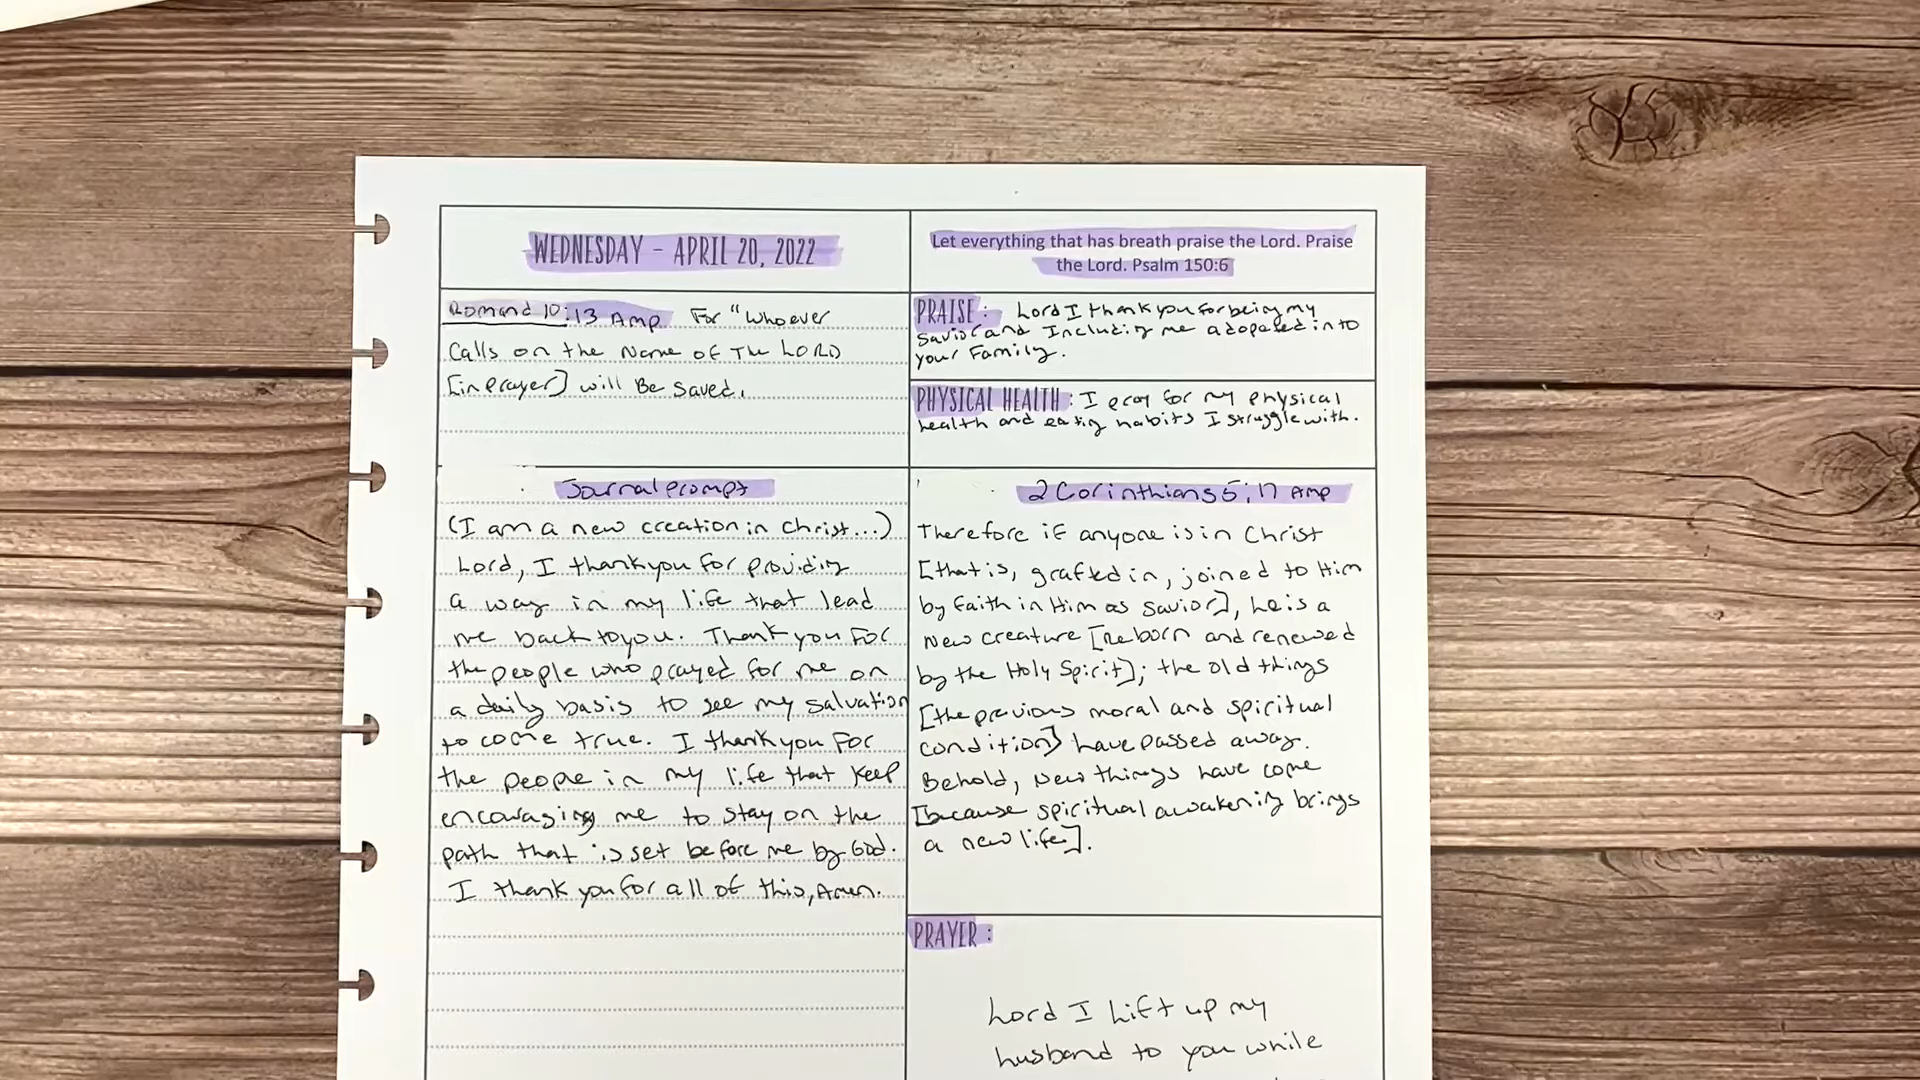 WEDNESDAY - APRIL 20, 2022
Romand 10:13 Amp For "Whoever
Calls on the Name of The LORD
[in Prayer] will Be Saved.
Journal prompt
(I am a new creation in Christ...)
Lord, I thank you for providing
a way in my life that lead
me back to you. Thank you For
the people who prayed for me on
a daily basis to see my salvation
to come true. I thank you For
the people in my life that keep
encouraging me to stay on the
path that is set before me by God.
I thank you for all of this, Amen.
Let everything that has breath praise the Lord. Praise
the Lord. Psalm 150:6
PRAISE: Lord I thank you for being my
Savior and Including me adopated into
your Family.
PHYSICAL HEALTH: I pray for my physical
health and eating habits I struggle with.
2 Corinthians 5:17 Amp
Therefore if anyone is in Christ
[that is, grafted in, joined to Him
by faith in Him as Savior], he is a
New creature [reborn and renewed
by the Holy Spirit]; the old things
[the previous moral and spiritual
condition] have passed away.
Behold, New things have come
[because spiritual awakening brings
a new life].
PRAYER:
Lord I Lift up my
husband to you while